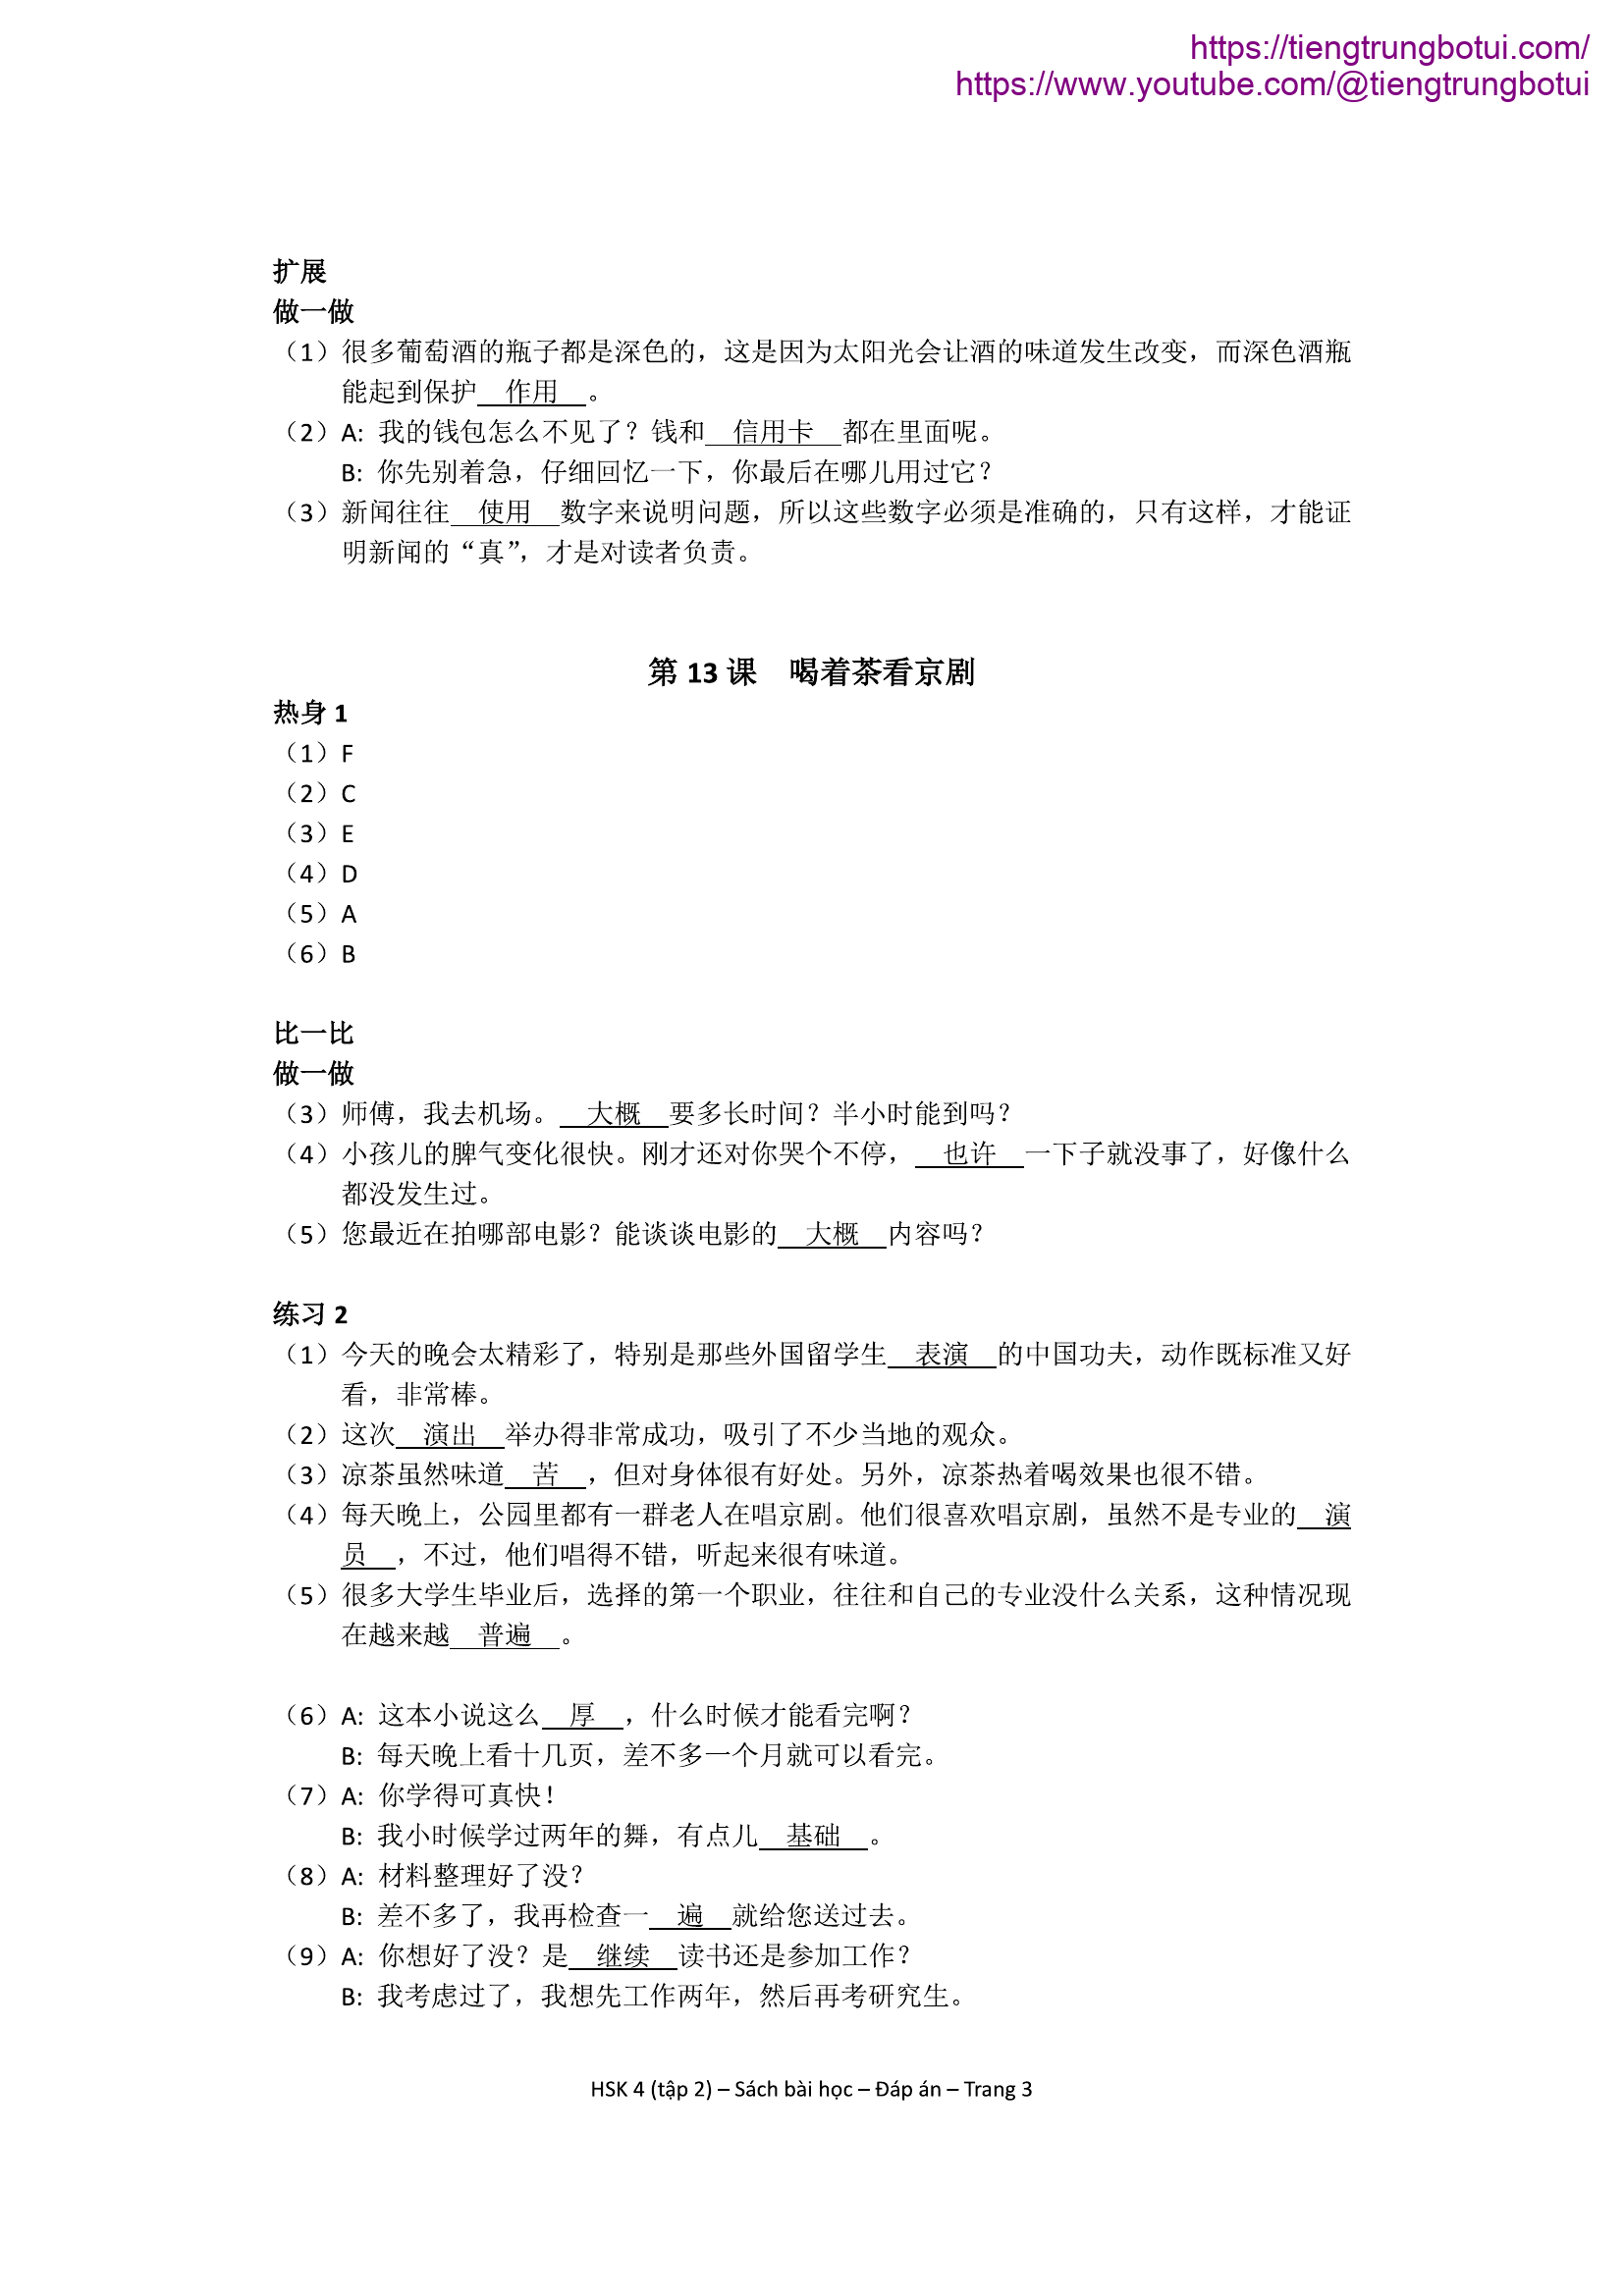 https://tiengtrungbotui.com/
https://www.youtube.com/@tiengtrungbotui
扩展
做一做
（1）很多葡萄酒的瓶子都是深色的，这是因为太阳光会让酒的味道发生改变，而深色酒瓶
能起到保护__作用__。
（2）A: 我的钱包怎么不见了？钱和__信用卡__都在里面呢。
B: 你先别着急，仔细回忆一下，你最后在哪儿用过它？
（3）新闻往往__使用__数字来说明问题，所以这些数字必须是准确的，只有这样，才能证
明新闻的“真”，才是对读者负责。
第 13 课 喝着茶看京剧
热身 1
（1）F
（2）C
（3）E
（4）D
（5）A
（6）B
比一比
做一做
（3）师傅，我去机场。__大概__要多长时间？半小时能到吗？
（4）小孩儿的脾气变化很快。刚才还对你哭个不停，__也许__一下子就没事了，好像什么
都没发生过。
（5）您最近在拍哪部电影？能谈谈电影的__大概__内容吗？
练习 2
（1）今天的晚会太精彩了，特别是那些外国留学生__表演__的中国功夫，动作既标准又好
看，非常棒。
（2）这次__演出__举办得非常成功，吸引了不少当地的观众。
（3）凉茶虽然味道__苦__，但对身体很有好处。另外，凉茶热着喝效果也很不错。
（4）每天晚上，公园里都有一群老人在唱京剧。他们很喜欢唱京剧，虽然不是专业的__演
员__，不过，他们唱得不错，听起来很有味道。
（5）很多大学生毕业后，选择的第一个职业，往往和自己的专业没什么关系，这种情况现
在越来越__普遍__。
（6）A: 这本小说这么__厚__，什么时候才能看完啊？
B: 每天晚上看十几页，差不多一个月就可以看完。
（7）A: 你学得可真快！
B: 我小时候学过两年的舞，有点儿__基础__。
（8）A: 材料整理好了没？
B: 差不多了，我再检查一__遍__就给您送过去。
（9）A: 你想好了没？是__继续__读书还是参加工作？
B: 我考虑过了，我想先工作两年，然后再考研究生。
HSK 4 (tập 2) – Sách bài học – Đáp án – Trang 3